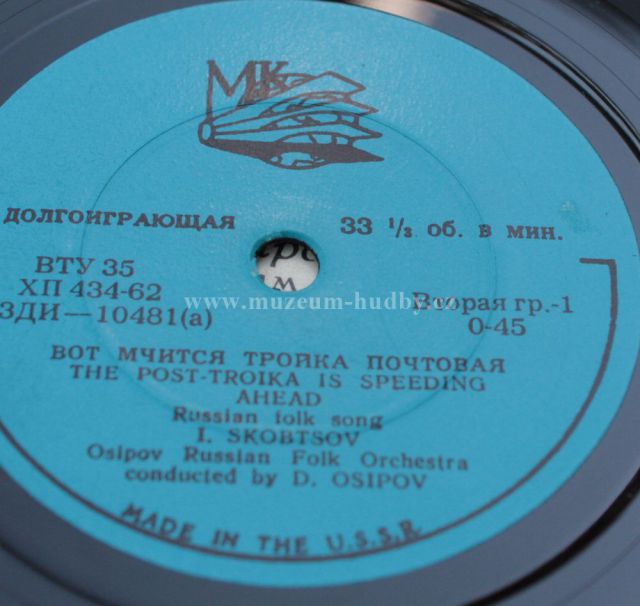 МК
ДОЛГОИГРАЮЩАЯ 33 1/3 об. в мин.
ВТУ 35
ХП 434-62
ЗДИ—10481(а)
Вторая гр.-1
0-45
www.muzeum-hudby.cz
ВОТ МЧИТСЯ ТРОЙКА ПОЧТОВАЯ
THE POST-TROIKA IS SPEEDING
AHEAD
Russian folk song
I. SKOBTSOV
Osipov Russian Folk Orchestra
conducted by D. OSIPOV
MADE IN THE U.S.S.R.